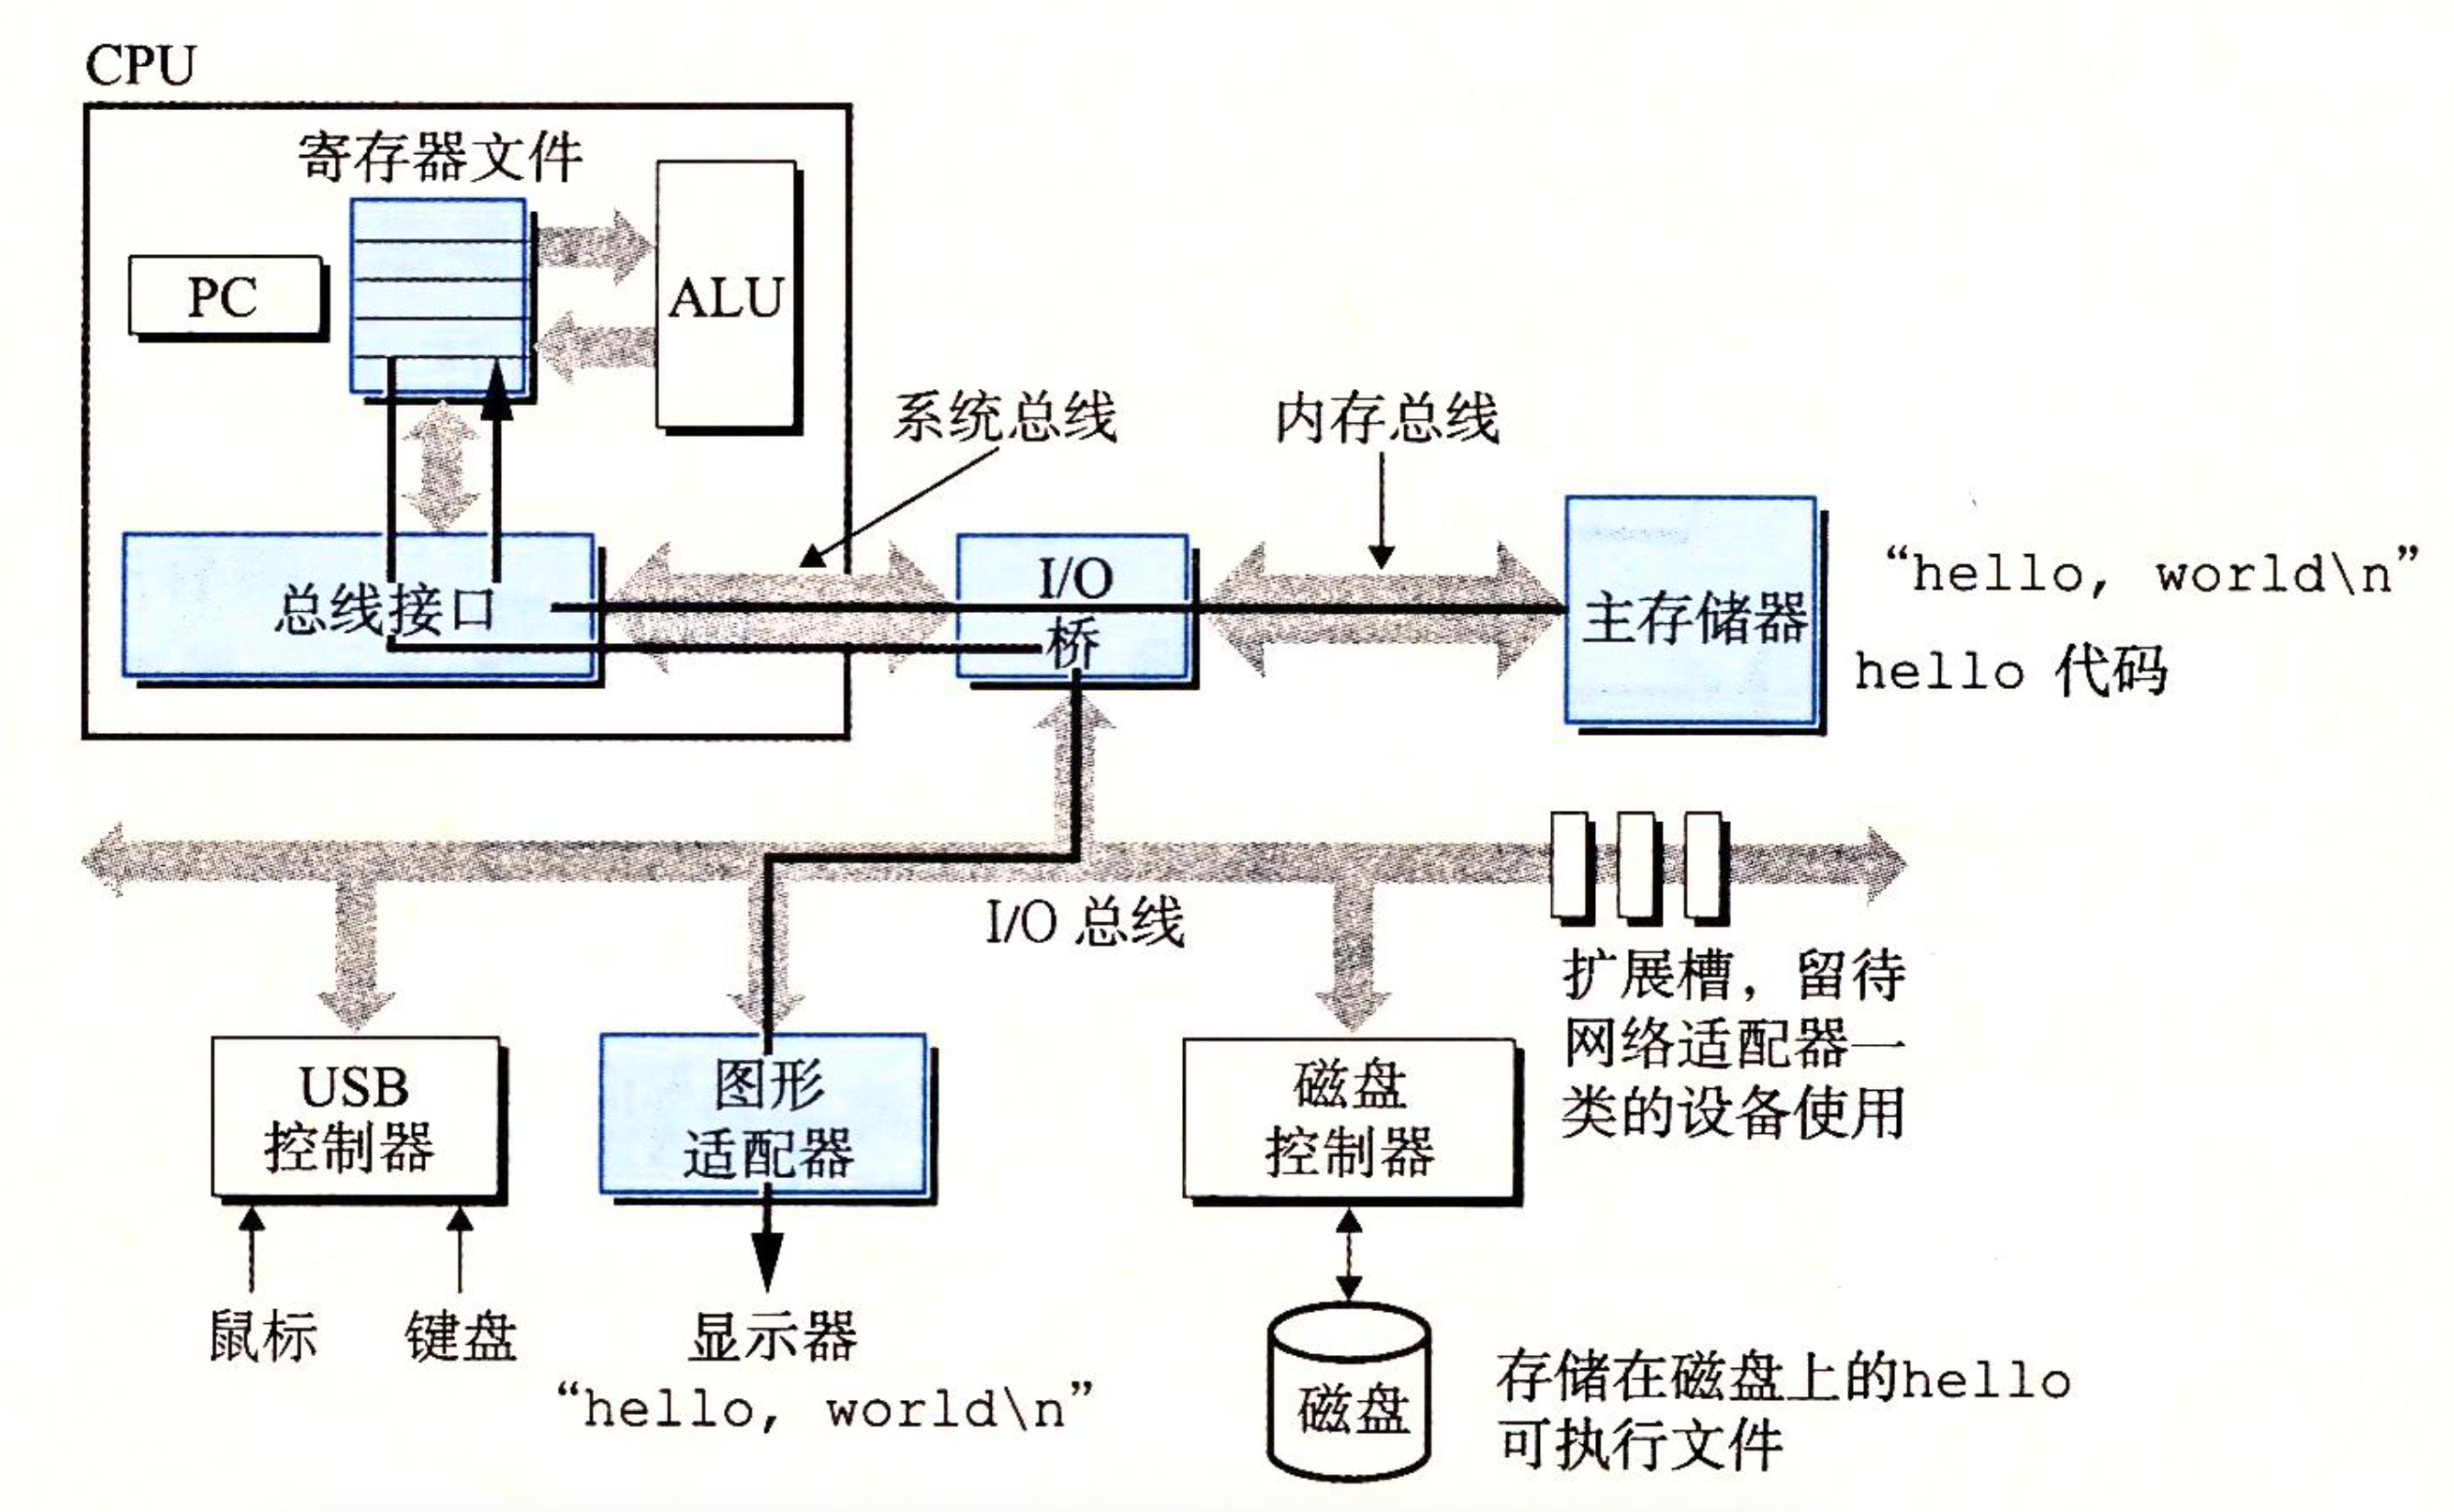 CPU
寄存器文件
PC
ALU
系统总线
内存总线
总线接口
I/O
桥
主存储器
“hello, world\n”
hello 代码
I/O 总线
扩展槽，留待
网络适配器一
类的设备使用
USB
控制器
图形
适配器
磁盘
控制器
鼠标
键盘
显示器
“hello, world\n”
磁盘
存储在磁盘上的hello
可执行文件